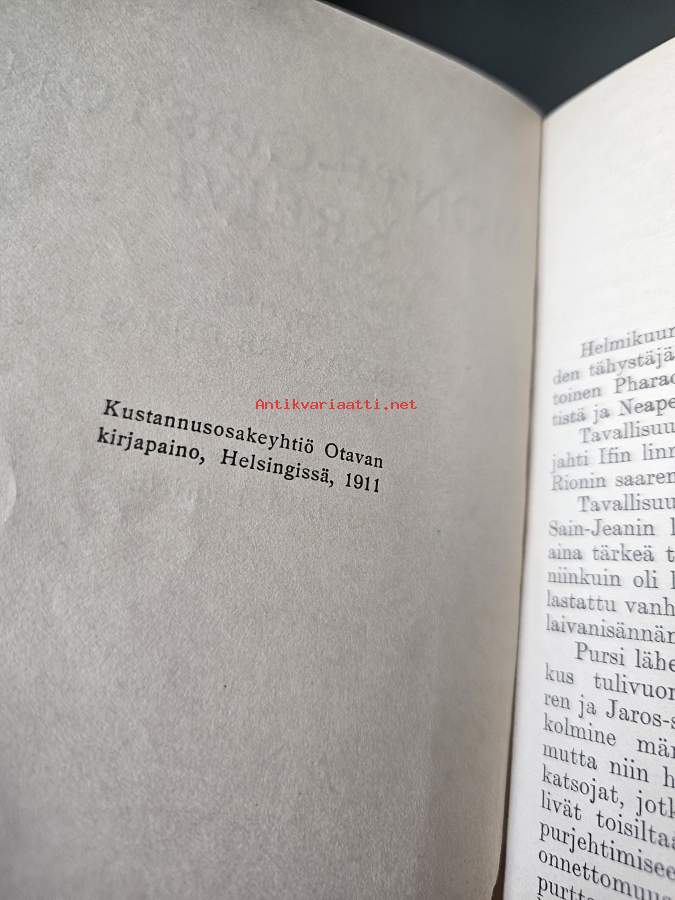 Antikvariaatti.net
Kustannusosakeyhtiö Otavan
kirjapaino, Helsingissä, 1911
Helmikuun
den tähystäjä
toinen Pharao
tistä ja Neape
Tavallisuu
jahti Ifin linn
Rionin saaren
Tavallisuu
Sain-Jeanin
aina tärkeä t
niinkuin oli
lastattu vanh
laivanisännän
Pursi lähe
kus tulivuor
ren ja Jaros-s
kolmine mä
mutta niin h
katsojat, jotk
livät toisiltaa
purjehtimisee
onnettomuus
purtto